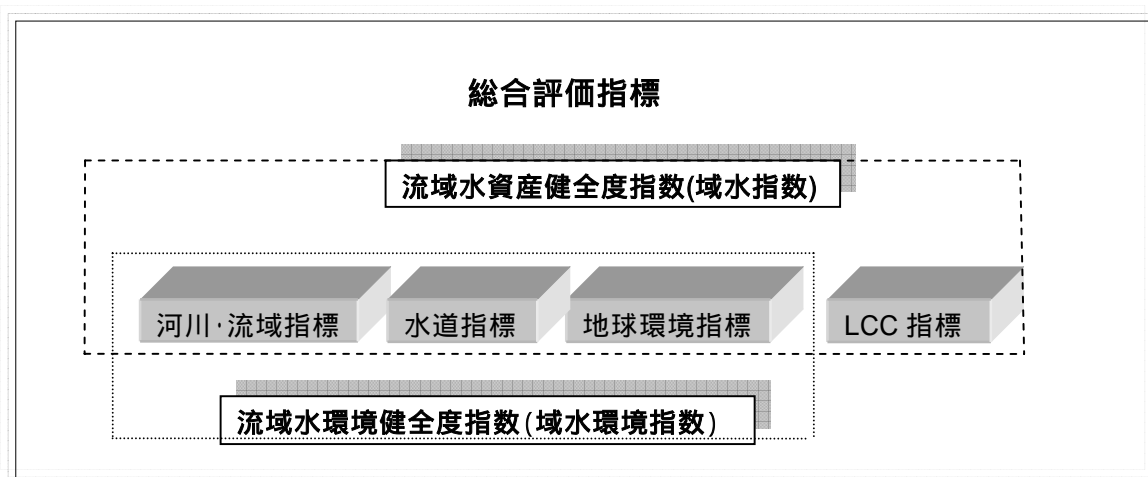 総合評価指標
流域水資産健全度指数(域水指数)
河川・流域指標
水道指標
地球環境指標
LCC 指標
流域水環境健全度指数(域水環境指数)